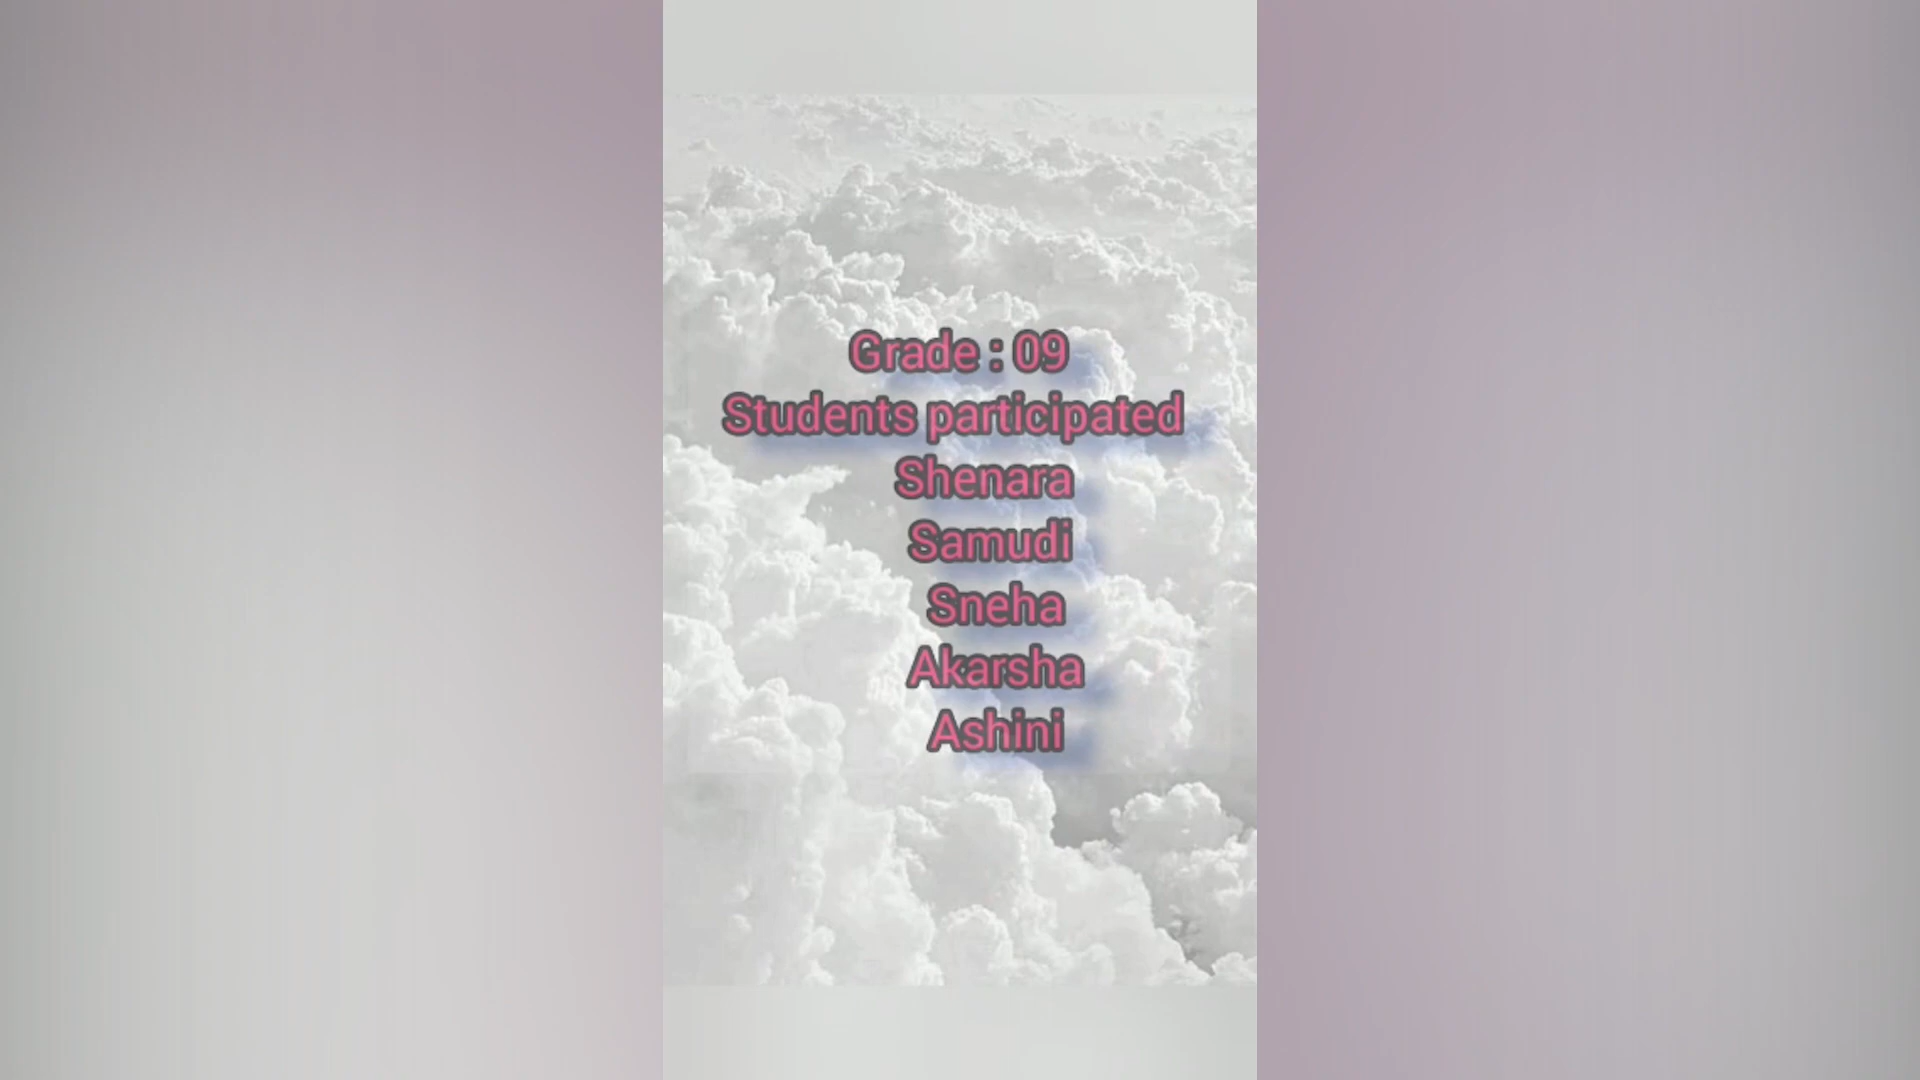 Grade : 09
Students participated
Shenara
Samudi
Sneha
Akarsha
Ashini